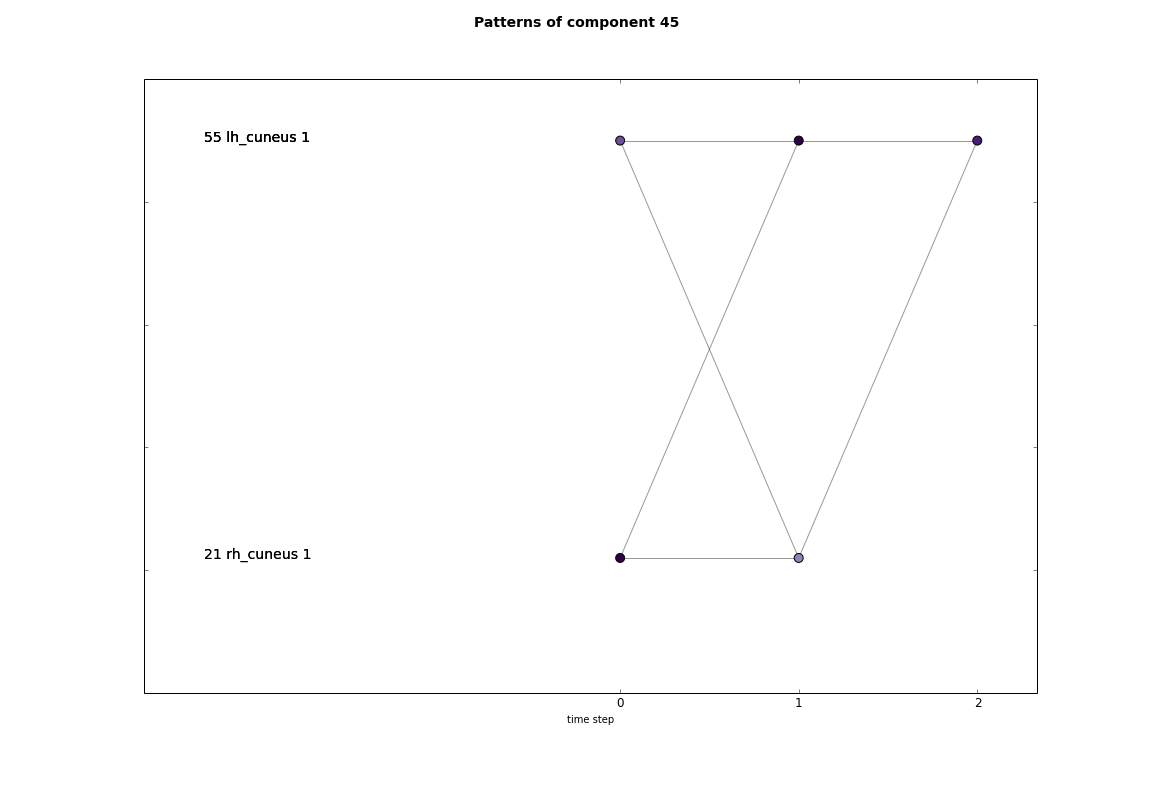 Patterns of component 45
55 lh_cuneus 1
21 rh_cuneus 1
0 1 2
time step